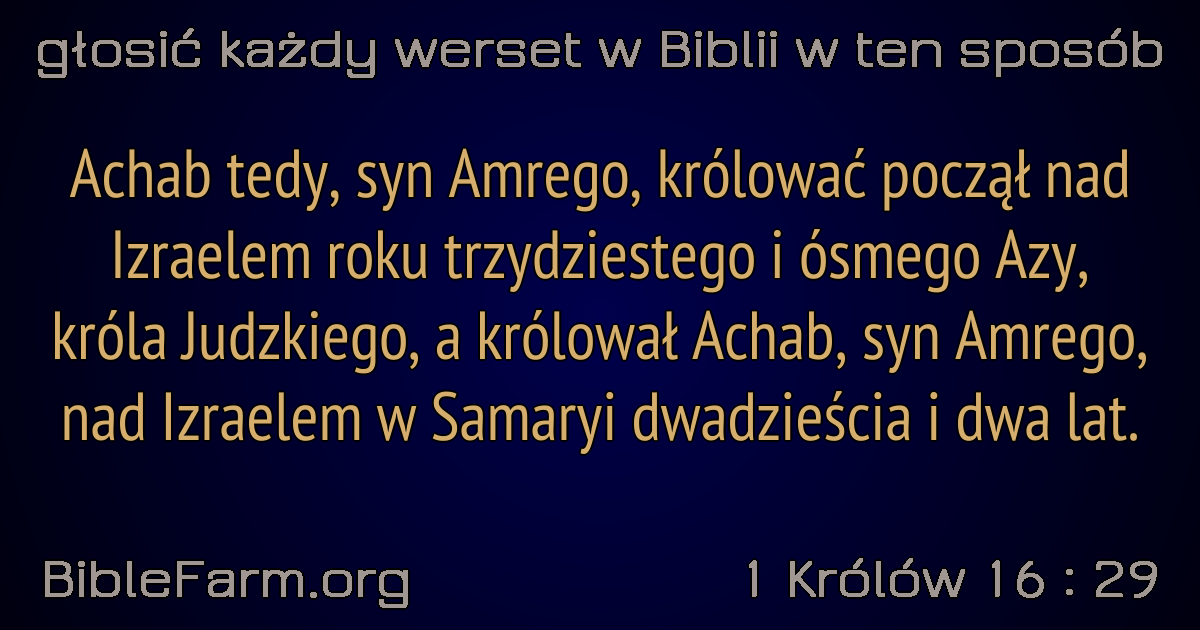 głosić każdy werset w Biblii w ten sposób
Achab tedy, syn Amrego, królować począł nad
Izraelem roku trzydziestego i ósmego Azy,
króla Judzkiego, a królował Achab, syn Amrego,
nad Izraelem w Samaryi dwadzieścia i dwa lat.
BibleFarm.org
1 Królów 16 : 29